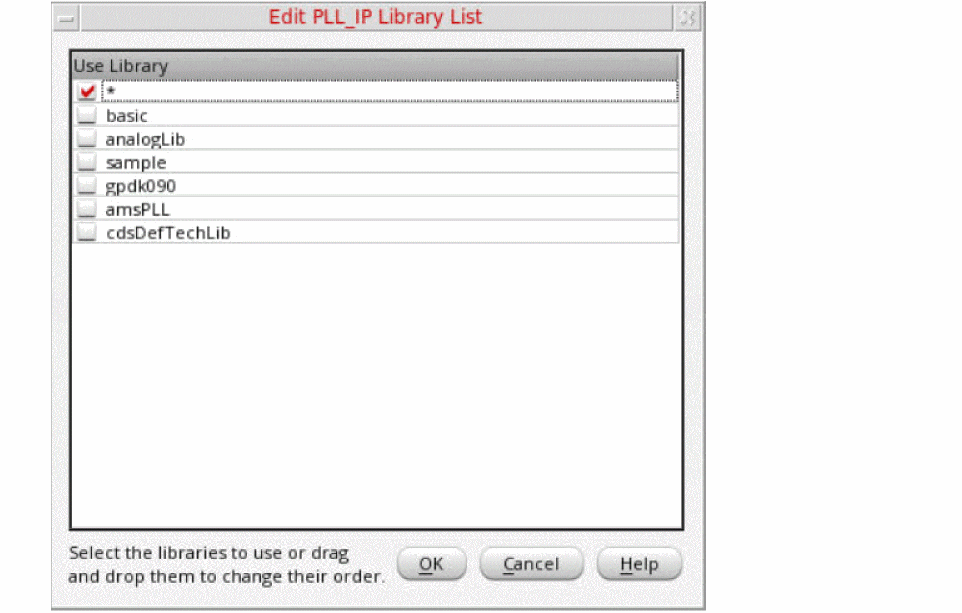 Edit PLL_IP Library List
Use Library
*
basic
analogLib
sample
gpdk090
amsPLL
cdsDefTechLib
Select the libraries to use or drag
and drop them to change their order.
OK Cancel Help